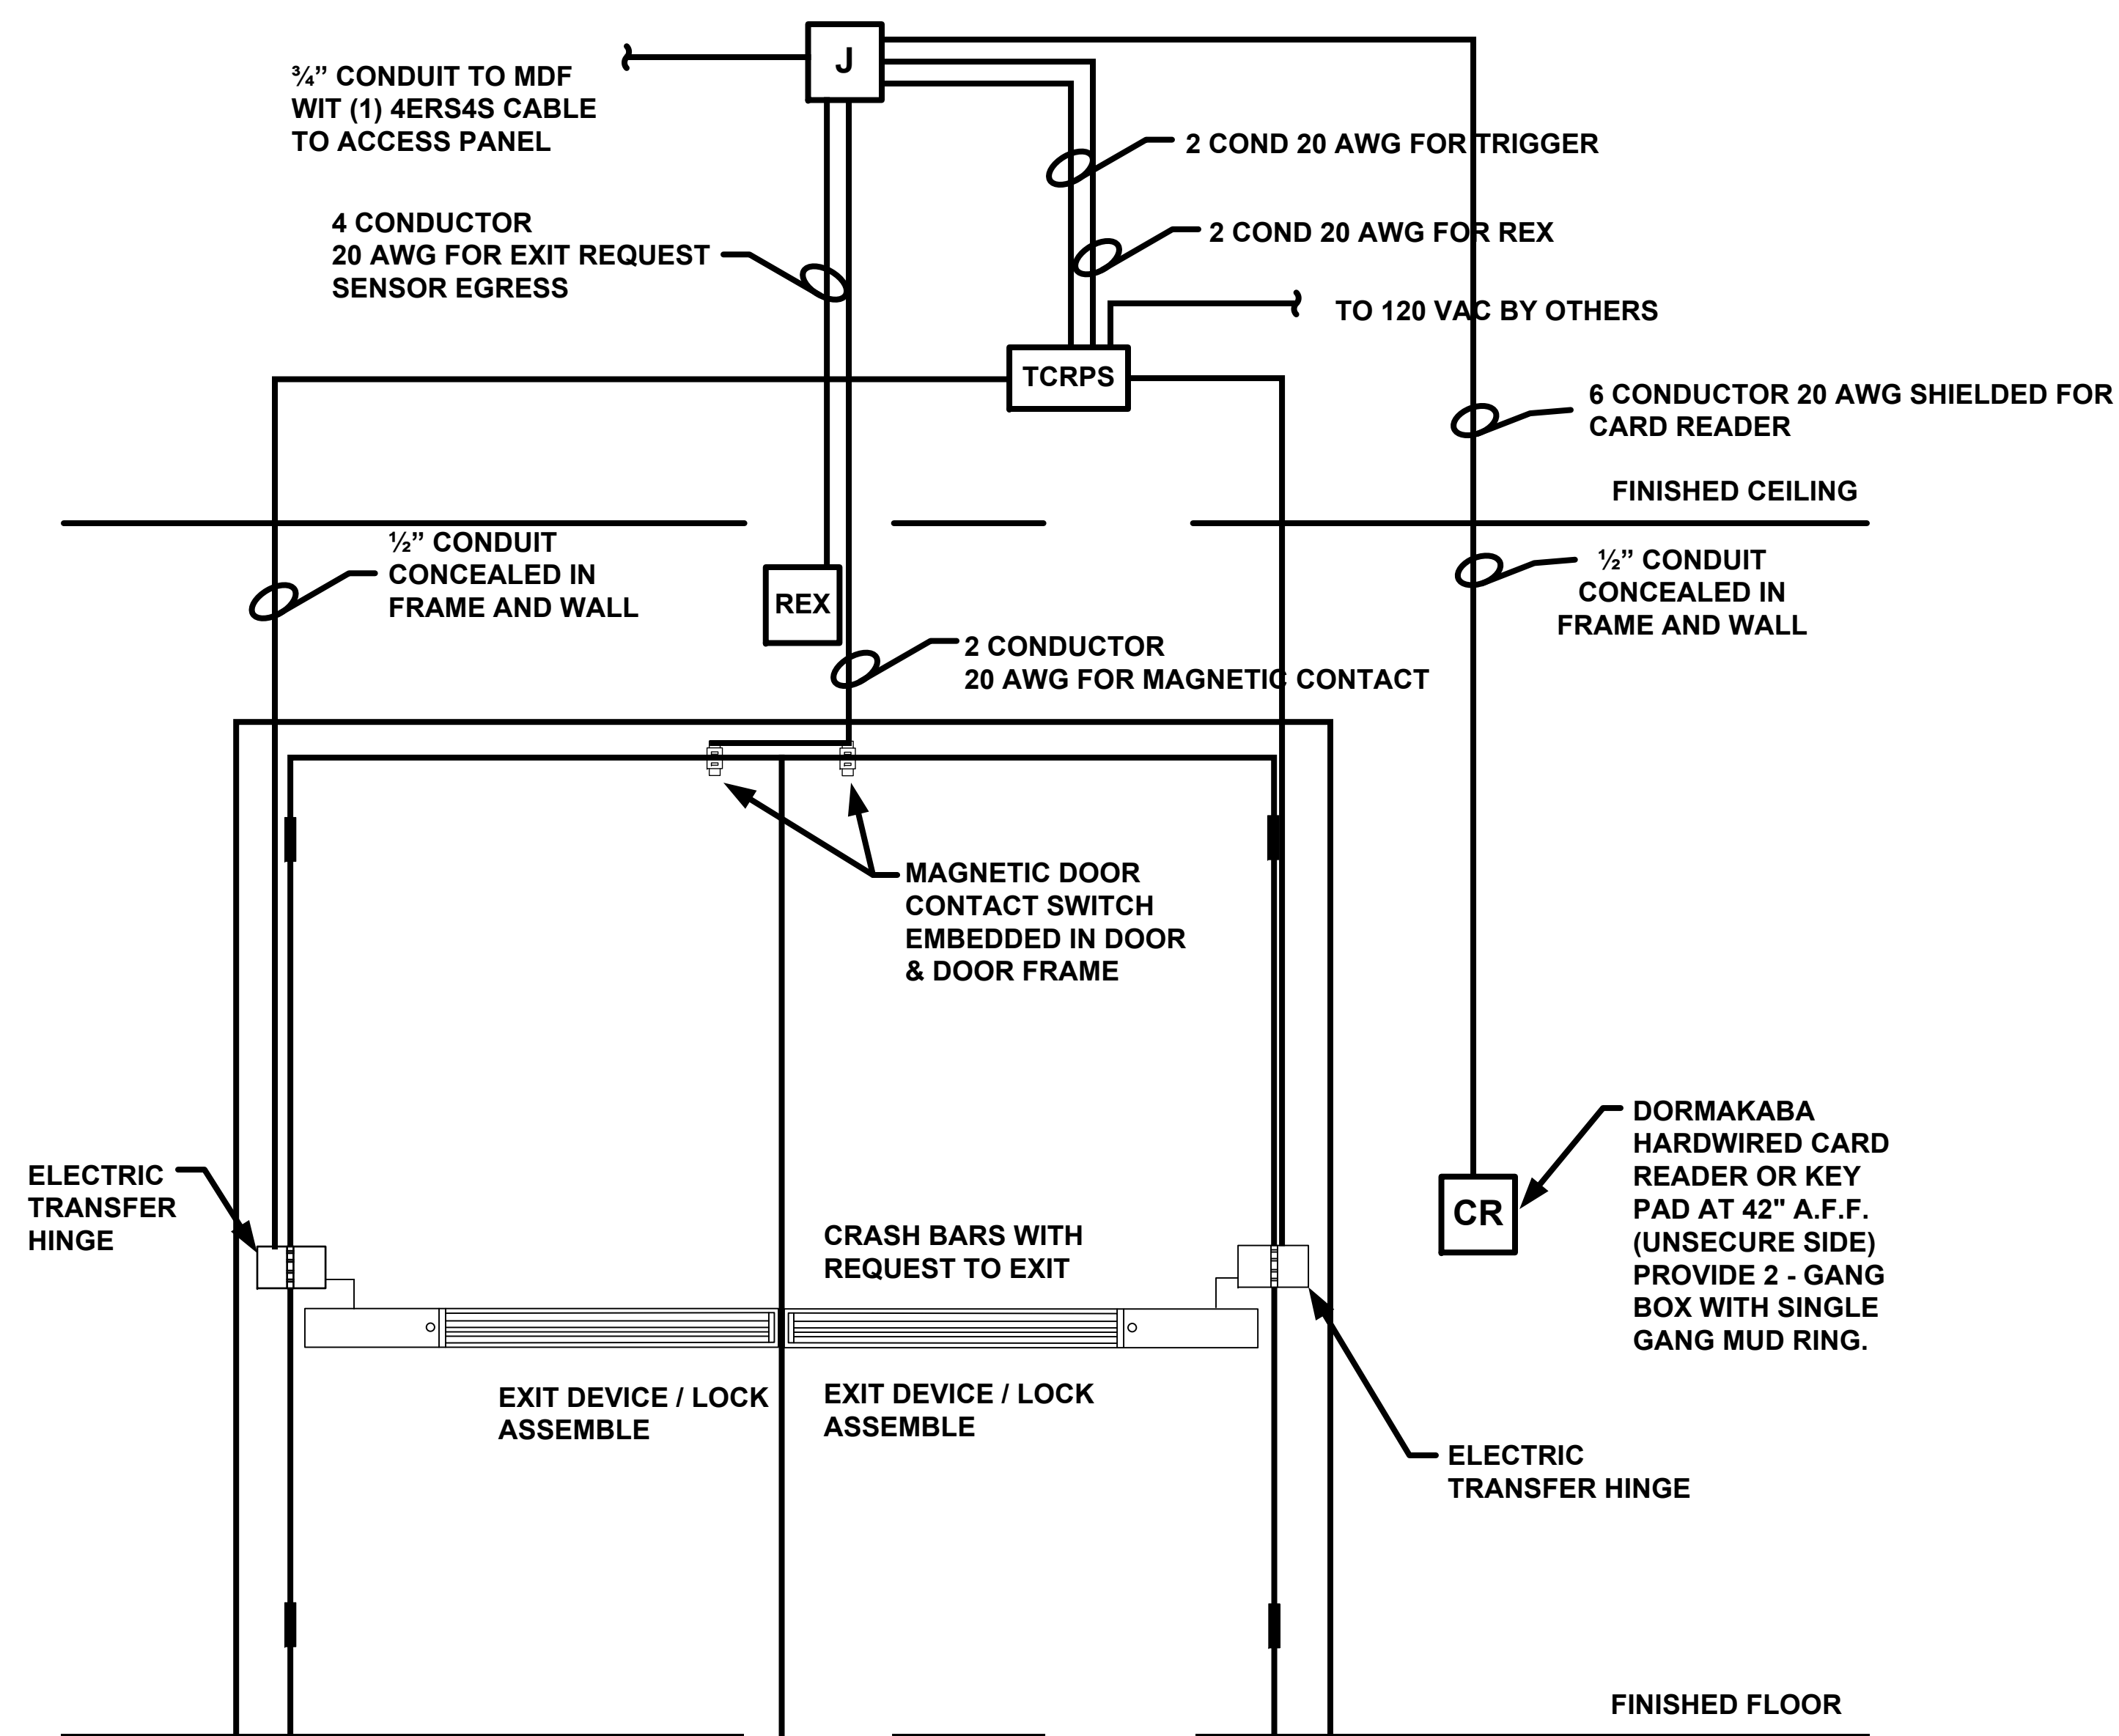 J
¾” CONDUIT TO MDF
WIT (1) 4ERS4S CABLE
TO ACCESS PANEL
2 COND 20 AWG FOR TRIGGER
4 CONDUCTOR
20 AWG FOR EXIT REQUEST
SENSOR EGRESS
2 COND 20 AWG FOR REX
TO 120 VAC BY OTHERS
TCRPS
6 CONDUCTOR 20 AWG SHIELDED FOR
CARD READER
FINISHED CEILING
½” CONDUIT
CONCEALED IN
FRAME AND WALL
½” CONDUIT
CONCEALED IN
FRAME AND WALL
REX
2 CONDUCTOR
20 AWG FOR MAGNETIC CONTACT
MAGNETIC DOOR
CONTACT SWITCH
EMBEDDED IN DOOR
& DOOR FRAME
ELECTRIC
TRANSFER
HINGE
CRASH BARS WITH
REQUEST TO EXIT
CR
DORMAKABA
HARDWIRED CARD
READER OR KEY
PAD AT 42" A.F.F.
(UNSECURE SIDE)
PROVIDE 2 - GANG
BOX WITH SINGLE
GANG MUD RING.
EXIT DEVICE / LOCK
ASSEMBLE
EXIT DEVICE / LOCK
ASSEMBLE
ELECTRIC
TRANSFER HINGE
FINISHED FLOOR